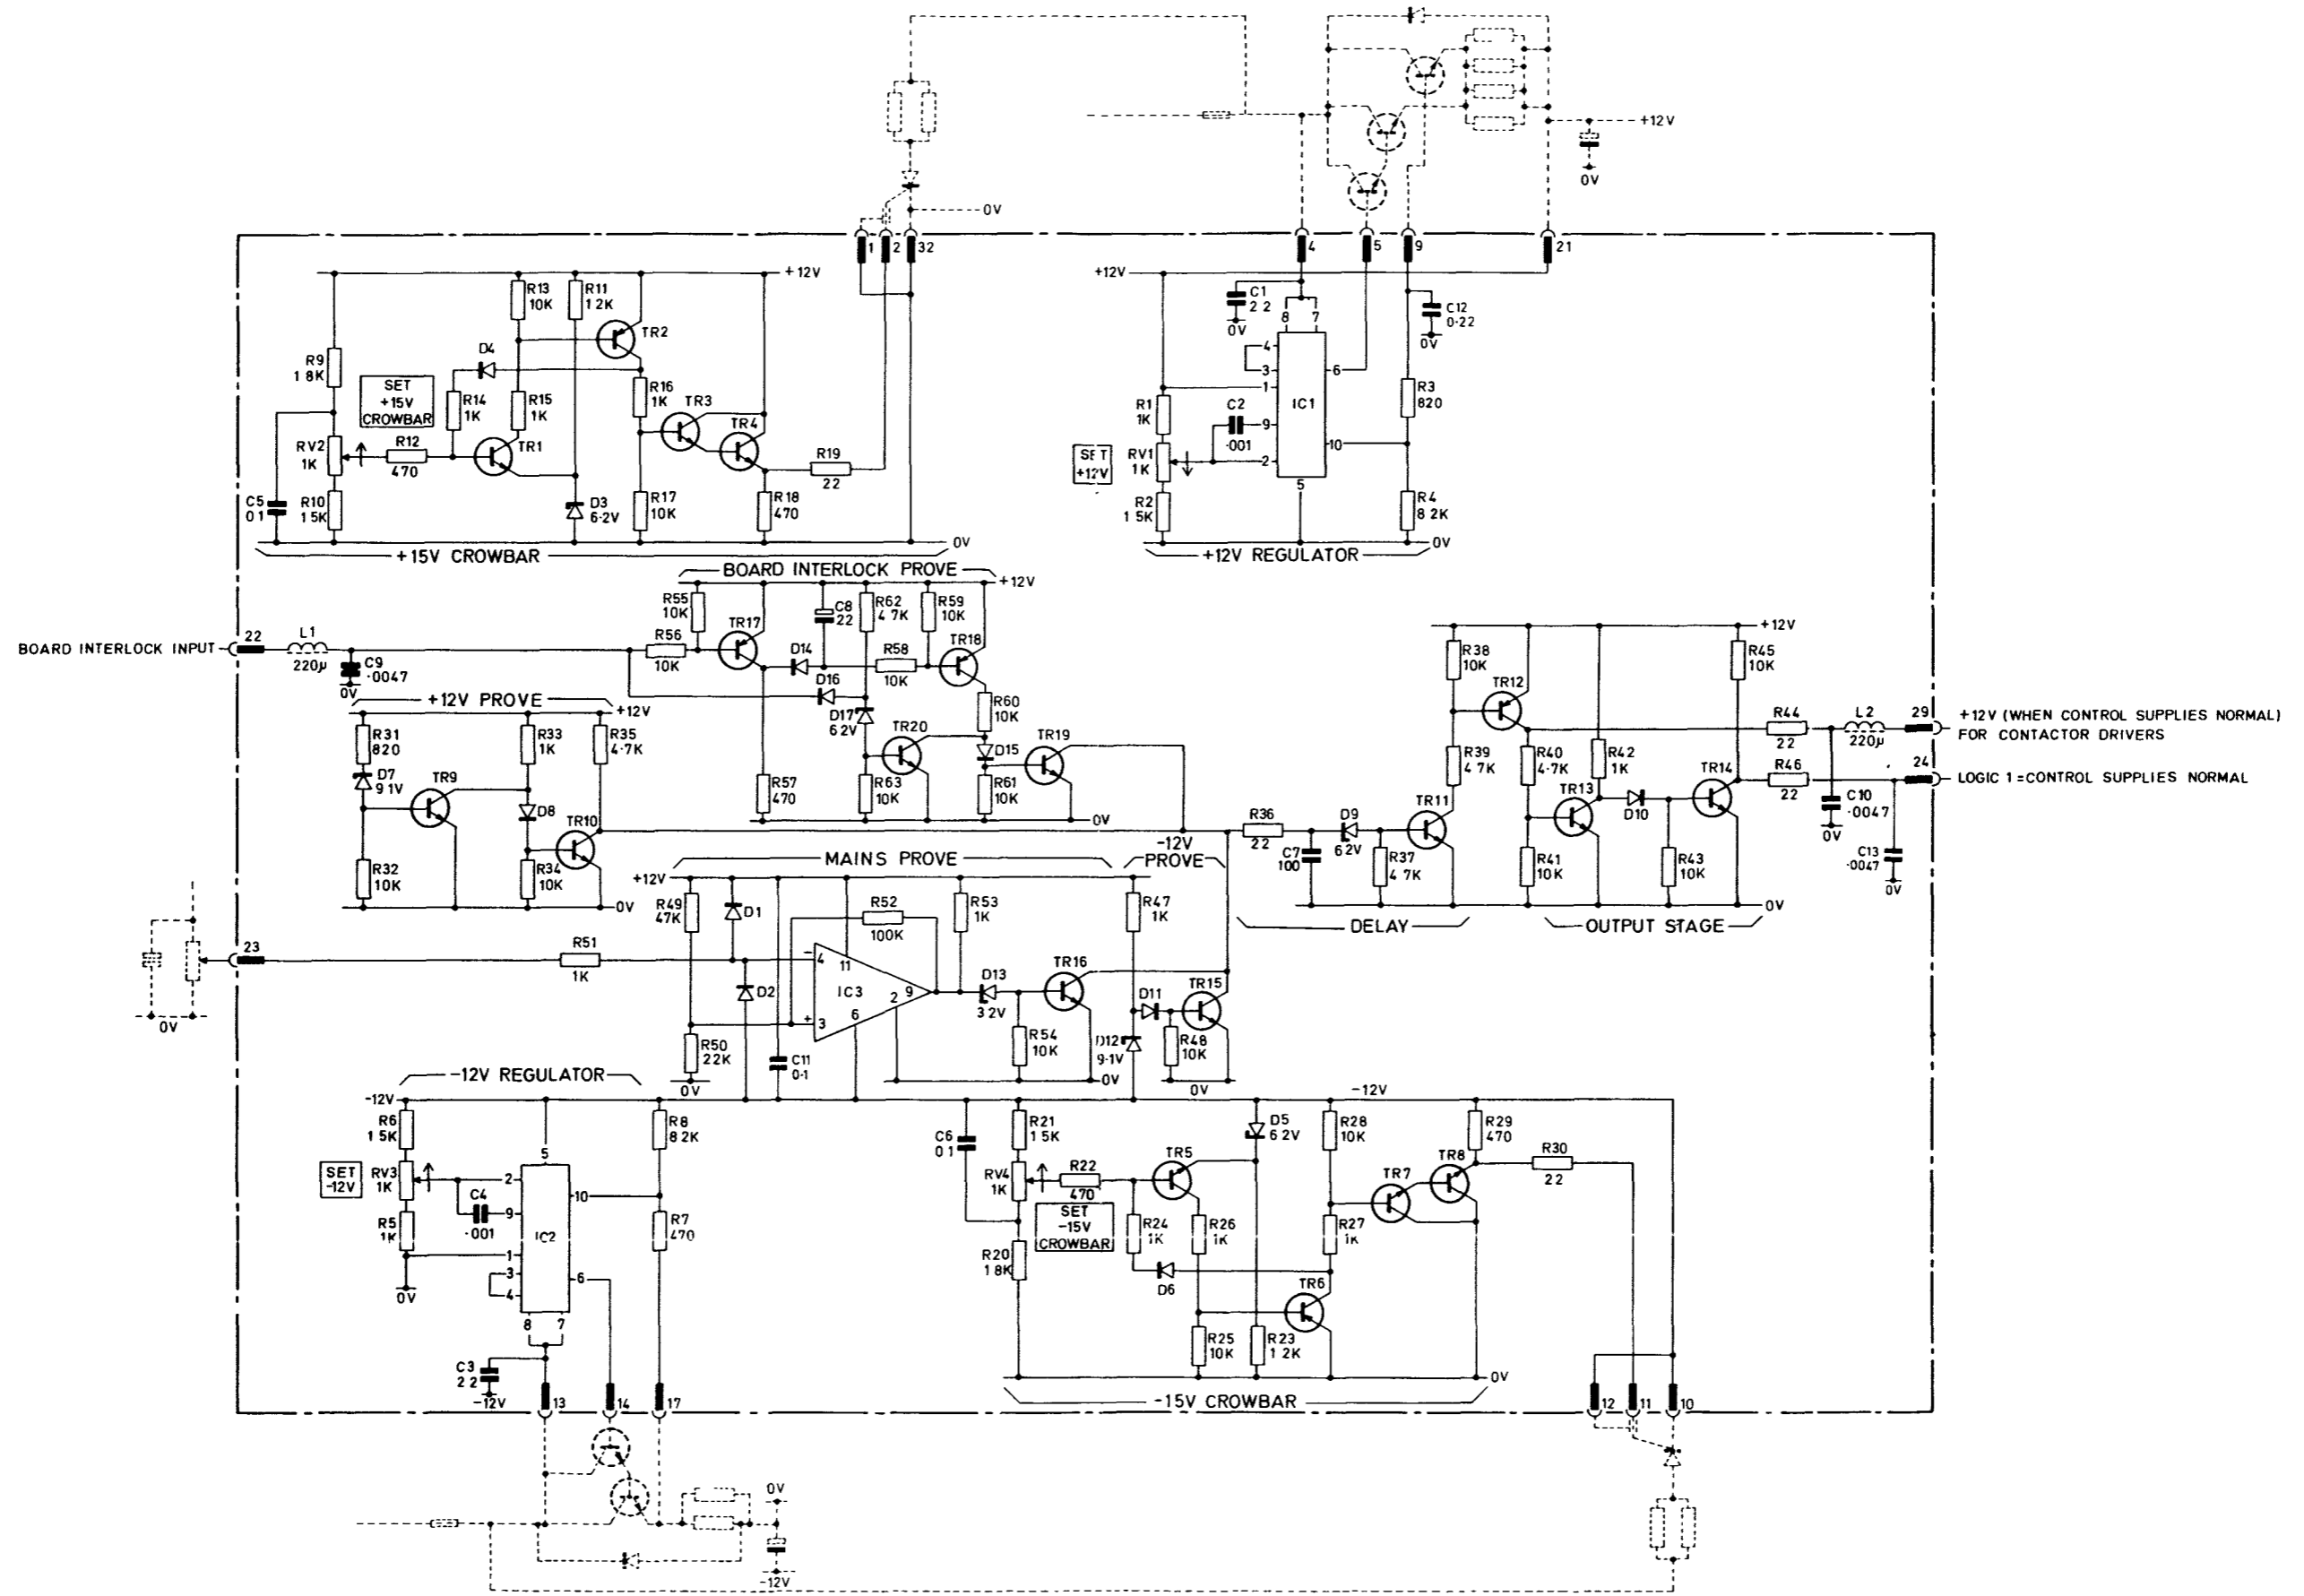 +12V
0V
0V
1 2 32
4 5 9 21
+12V
R13
10K
R11
1 2K
TR2
D4
R9
1 8K
SET
+15V
CROWBAR
R14
1K
R15
1K
R16
1K
TR3
TR4
RV2
1K
R12
470
TR1
R19
22
C5
0 1
R10
1 5K
D3
6·2V
R17
10K
R18
470
0V
+15V CROWBAR
+12V
C1
2 2
0V
8 7
C12
0·22
0V
4
3
1
6
R3
820
R1
1K
C2
·001
9
IC1
10
SET
+12V
RV1
1K
2
5
R2
1 5K
R4
8 2K
0V
+12V REGULATOR
BOARD INTERLOCK PROVE
+12V
R55
10K
C8
22
R62
4 7K
R59
10K
BOARD INTERLOCK INPUT
22
L1
220µ
R56
10K
TR17
D14
R58
10K
TR18
C9
·0047
0V
D16
D17
6 2V
R60
10K
TR20
D15
TR19
R57
470
R63
10K
R61
10K
0V
+12V PROVE
+12V
R31
820
R33
1K
R35
4·7K
D7
9 1V
TR9
D8
TR10
R32
10K
R34
10K
0V
+12V
R38
10K
R45
10K
TR12
R44
22
L2
220µ
29
+12V (WHEN CONTROL SUPPLIES NORMAL)
FOR CONTACTOR DRIVERS
R39
4 7K
R40
4·7K
R42
1K
TR14
R46
22
24
LOGIC 1=CONTROL SUPPLIES NORMAL
TR13
D10
C10
·0047
0V
C13
·0047
0V
R36
22
D9
6 2V
TR11
C7
100
R37
4 7K
R41
10K
R43
10K
0V
DELAY
OUTPUT STAGE
MAINS PROVE
-12V
PROVE
+12V
R49
47K
D1
R52
100K
R53
1K
R47
1K
23
0V
R51
1K
− 4
11
IC3
2 9
+ 3
6
D2
D13
3 2V
TR16
D11
TR15
R50
22K
0V
C11
0·1
R54
10K
0V
D12
9·1V
R48
10K
0V
-12V REGULATOR
-12V
R6
1 5K
R8
8 2K
5
SET
-12V
RV3
1K
2
10
C4
·001
9
R5
1K
IC2
R7
470
1
3
4
6
0V
8 7
C3
2 2
-12V
13 14 17
0V
-12V
-12V
C6
0 1
R21
1 5K
D5
6 2V
R28
10K
R29
470
TR5
RV4
1K
R22
470
TR7
TR8
R30
22
SET
-15V
CROWBAR
R24
1K
R26
1K
R27
1K
R20
1 8K
D6
TR6
R25
10K
R23
1 2K
0V
-15V CROWBAR
12 11 10